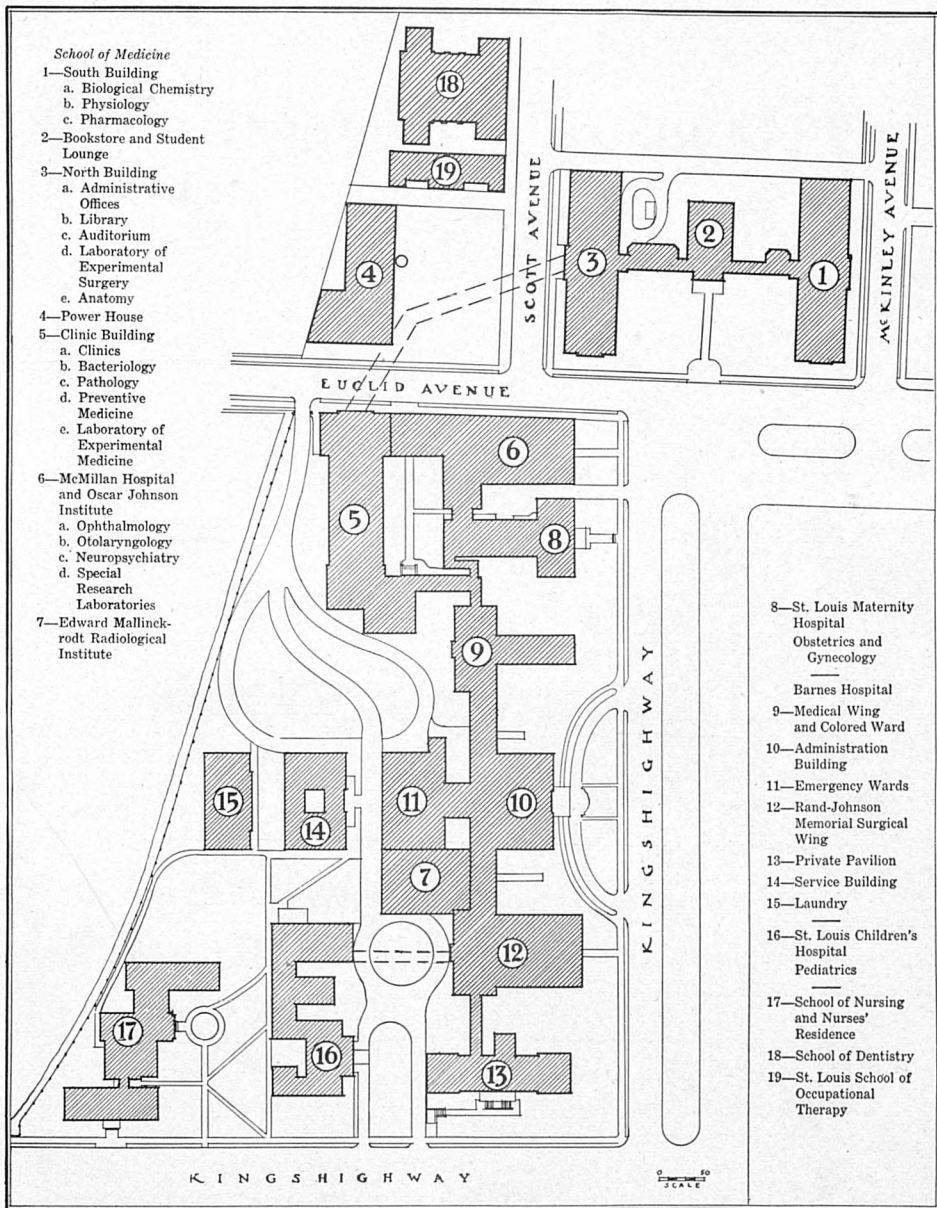 School of Medicine
1—South Building
a. Biological Chemistry
b. Physiology
c. Pharmacology
2—Bookstore and Student
Lounge
3—North Building
a. Administrative
Offices
b. Library
c. Auditorium
d. Laboratory of
Experimental
Surgery
e. Anatomy
4—Power House
5—Clinic Building
a. Clinics
b. Bacteriology
c. Pathology
d. Preventive
Medicine
e. Laboratory of
Experimental
Medicine
6—McMillan Hospital
and Oscar Johnson
Institute
a. Ophthalmology
b. Otolaryngology
c. Neuropsychiatry
d. Special
Research
Laboratories
7—Edward Mallinck-
rodt Radiological
Institute
18
19
4
SCOTT AVENUE
3
2
1
McKINLEY AVENUE
EUCLID AVENUE
6
5
8
9
KINGSHIGHWAY
15
14
11
10
7
12
KINGSHIGHWAY
17
16
13
KINGSHIGHWAY
0 50
SCALE
8—St. Louis Maternity
Hospital
Obstetrics and
Gynecology
Barnes Hospital
9—Medical Wing
and Colored Ward
10—Administration
Building
11—Emergency Wards
12—Rand-Johnson
Memorial Surgical
Wing
13—Private Pavilion
14—Service Building
15—Laundry
16—St. Louis Children's
Hospital
Pediatrics
17—School of Nursing
and Nurses'
Residence
18—School of Dentistry
19—St. Louis School of
Occupational
Therapy